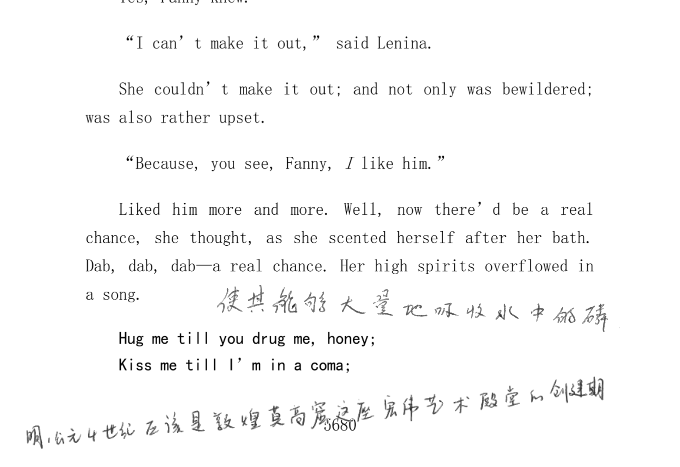 Yes, Fanny knew.
“I can’t make it out,” said Lenina.
She couldn’t make it out; and not only was bewildered;
was also rather upset.
“Because, you see, Fanny, I like him.”
Liked him more and more. Well, now there’d be a real
chance, she thought, as she scented herself after her bath.
Dab, dab, dab—a real chance. Her high spirits overflowed in
a song.
使其能够大量地吸收水中的磷
Hug me till you drug me, honey;
Kiss me till I’m in a coma;
明,公元4世纪应该是敦煌莫高窟这座宏伟艺术殿堂的创建期
5680